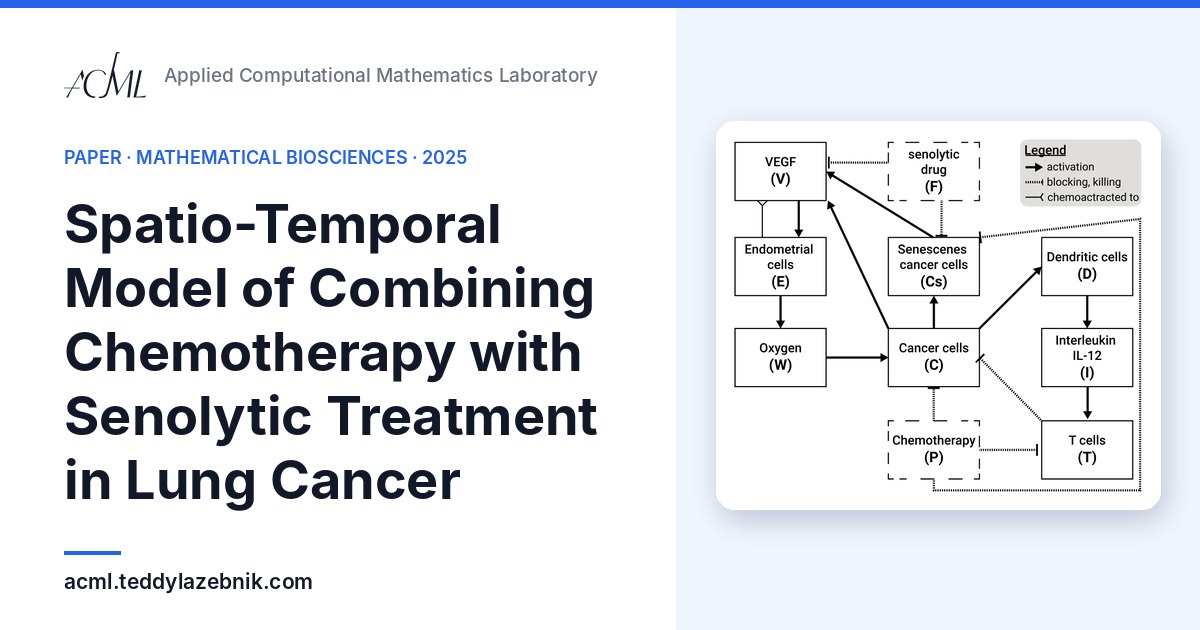 ACML
Applied Computational Mathematics Laboratory
PAPER · MATHEMATICAL BIOSCIENCES · 2025
Spatio-Temporal
Model of Combining
Chemotherapy with
Senolytic Treatment
in Lung Cancer
acml.teddylazebnik.com
VEGF
(V)
senolytic
drug
(F)
Legend
activation
blocking, killing
chemoactracted to
Endometrial
cells
(E)
Senescenes
cancer cells
(Cs)
Dendritic cells
(D)
Oxygen
(W)
Cancer cells
(C)
Interleukin
IL-12
(I)
Chemotherapy
(P)
T cells
(T)